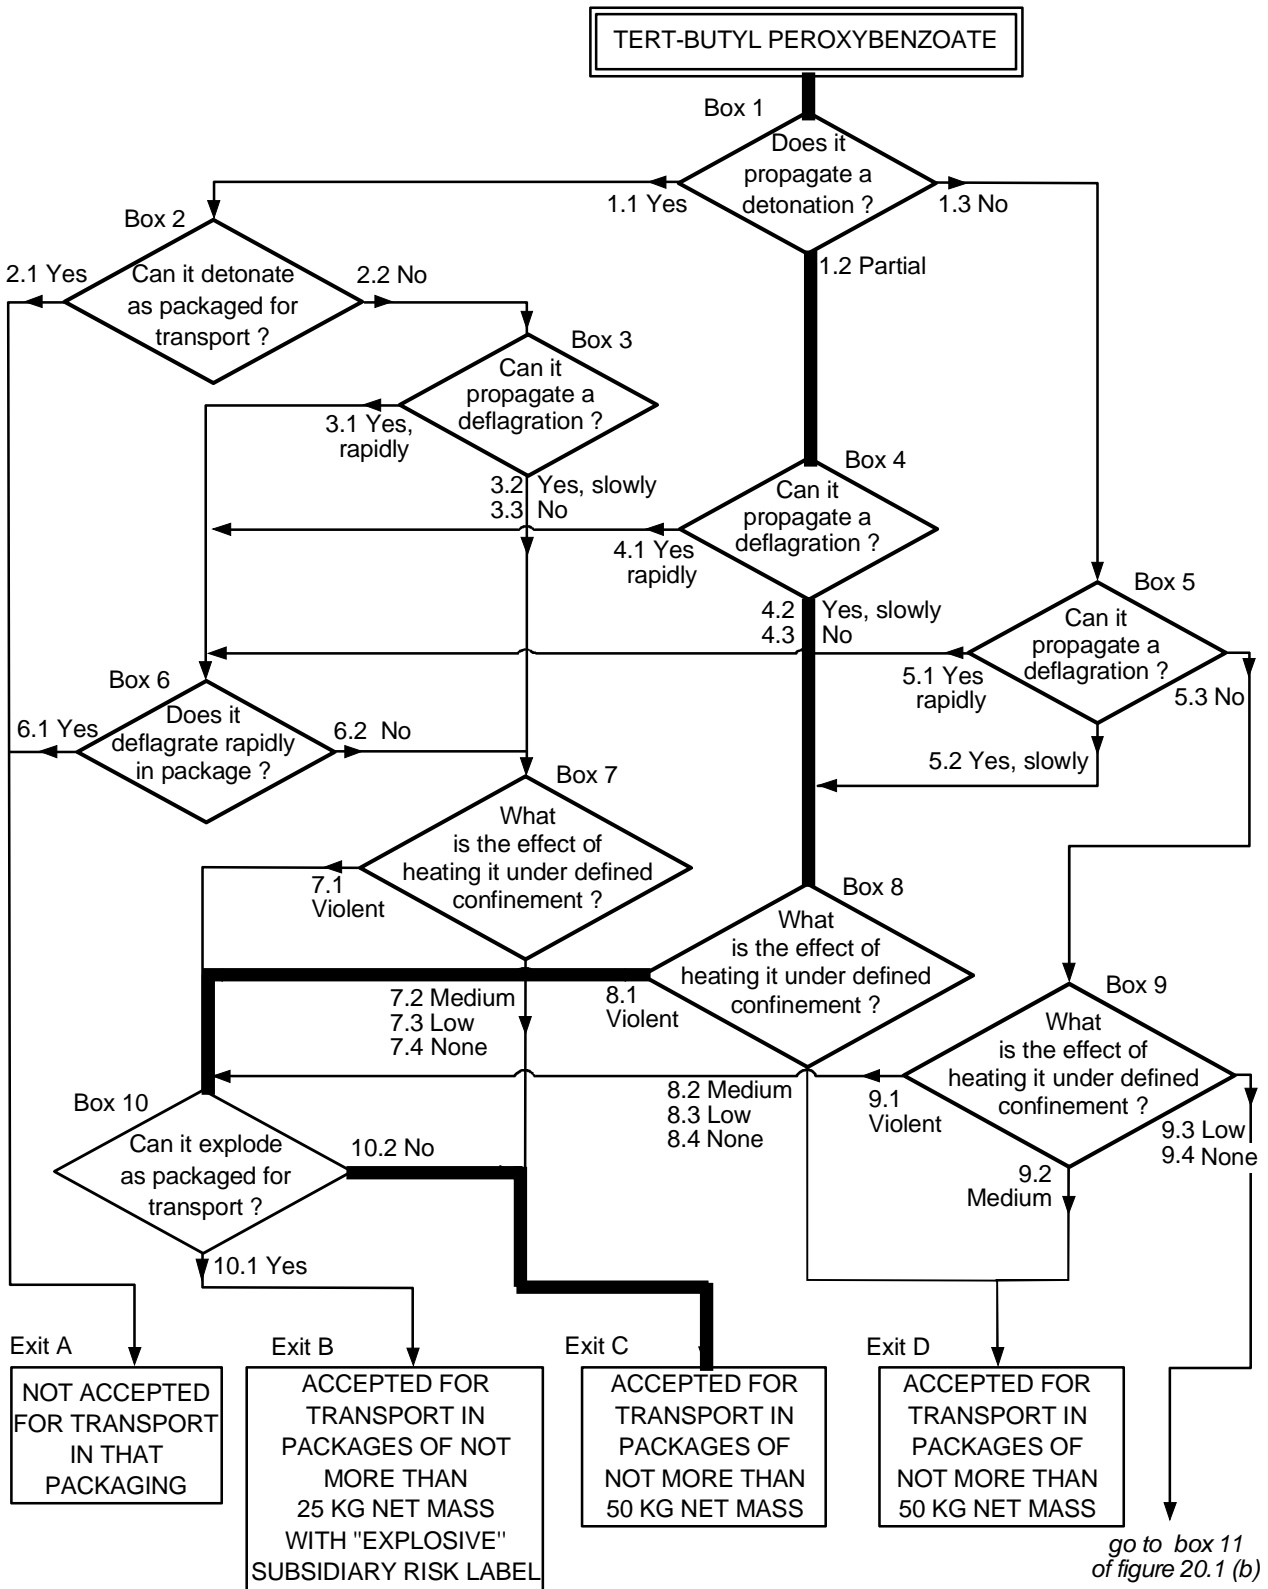 TERT-BUTYL PEROXYBENZOATE
Box 1
Does it
propagate a
detonation ?
1.1 Yes
1.3 No
1.2 Partial
Box 2
Can it detonate
as packaged for
transport ?
2.1 Yes
2.2 No
Box 3
Can it
propagate a
deflagration ?
3.1 Yes,
rapidly
3.2 Yes, slowly
3.3 No
Box 4
Can it
propagate a
deflagration ?
4.1 Yes
rapidly
4.2 Yes, slowly
4.3 No
Box 5
Can it
propagate a
deflagration ?
5.1 Yes
rapidly
5.3 No
5.2 Yes, slowly
Box 6
Does it
deflagrate rapidly
in package ?
6.1 Yes
6.2 No
Box 7
What
is the effect of
heating it under defined
confinement ?
7.1
Violent
7.2 Medium
7.3 Low
7.4 None
Box 8
What
is the effect of
heating it under defined
confinement ?
8.1
Violent
8.2 Medium
8.3 Low
8.4 None
Box 9
What
is the effect of
heating it under defined
confinement ?
9.1
Violent
9.2
Medium
9.3 Low
9.4 None
Box 10
Can it explode
as packaged for
transport ?
10.2 No
10.1 Yes
Exit A
NOT ACCEPTED
FOR TRANSPORT
IN THAT
PACKAGING
Exit B
ACCEPTED FOR
TRANSPORT IN
PACKAGES OF NOT
MORE THAN
25 KG NET MASS
WITH "EXPLOSIVE"
SUBSIDIARY RISK LABEL
Exit C
ACCEPTED FOR
TRANSPORT IN
PACKAGES OF
NOT MORE THAN
50 KG NET MASS
Exit D
ACCEPTED FOR
TRANSPORT IN
PACKAGES OF
NOT MORE THAN
50 KG NET MASS
go to box 11
of figure 20.1 (b)